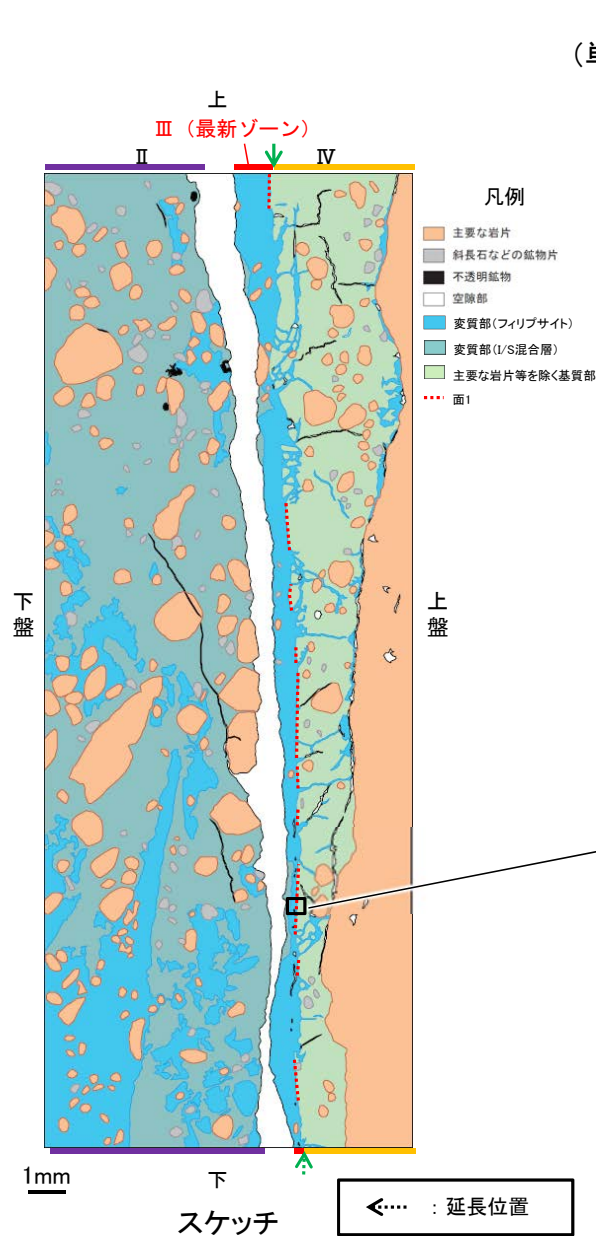 (単
上
Ⅲ（最新ゾーン）
Ⅱ
Ⅳ
凡例
主要な岩片
斜長石などの鉱物片
不透明鉱物
空隙部
変質部(フィリプサイト)
変質部(I/S混合層)
主要な岩片等を除く基質部
面1
下盤
上盤
1mm
下
スケッチ
：延長位置